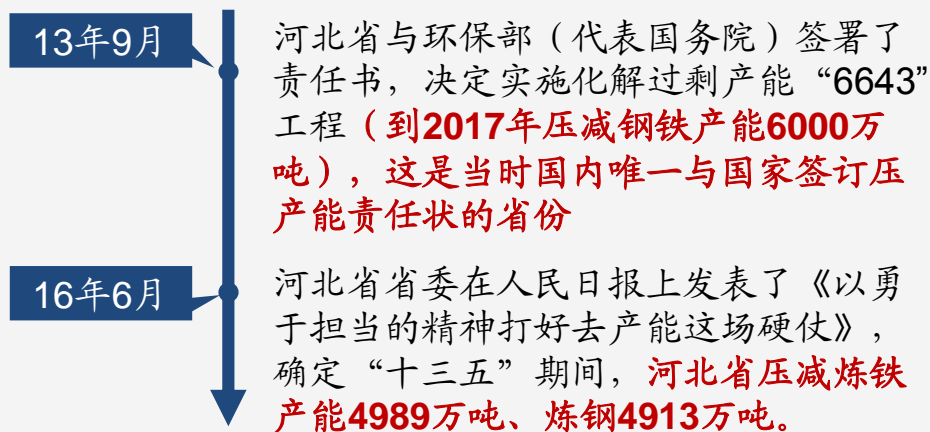 13年9月
河北省与环保部（代表国务院）签署了
责任书，决定实施化解过剩产能“6643”
工程（到2017年压减钢铁产能6000万
吨），这是当时国内唯一与国家签订压
产能责任状的省份
16年6月
河北省省委在人民日报上发表了《以勇
于担当的精神打好去产能这场硬仗》，
确定“十三五”期间，河北省压减炼铁
产能4989万吨、炼钢4913万吨。